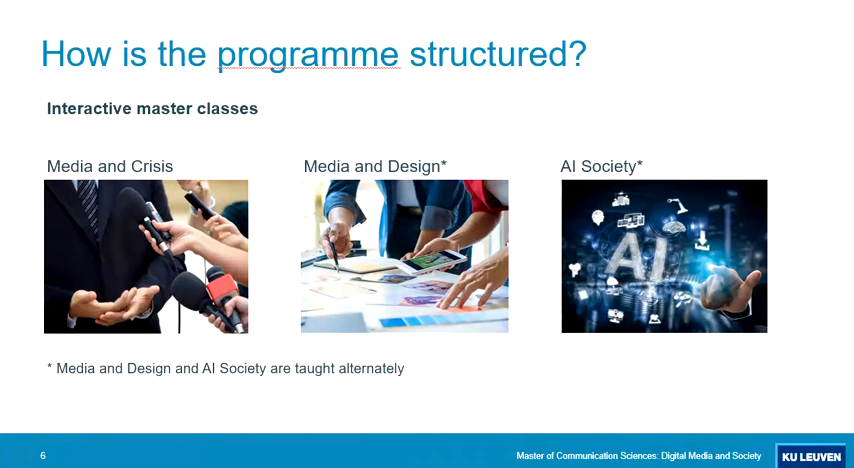 How is the programme structured?
Interactive master classes
Media and Crisis
Media and Design*
AI Society*
AI
* Media and Design and AI Society are taught alternately
6
Master of Communication Sciences: Digital Media and Society
KU LEUVEN